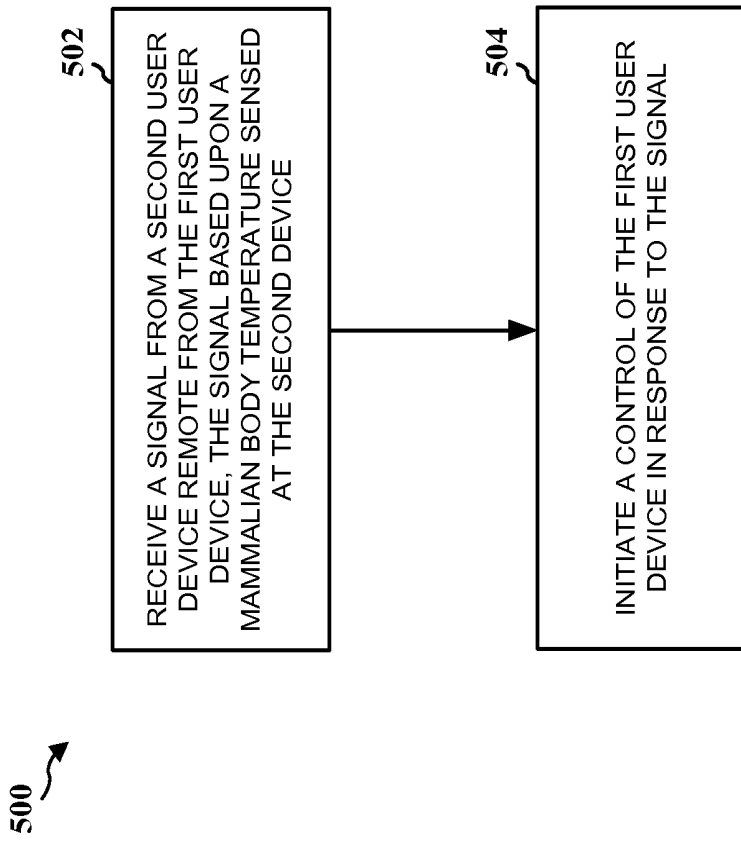 500
502
RECEIVE A SIGNAL FROM A SECOND USER
DEVICE REMOTE FROM THE FIRST USER
DEVICE, THE SIGNAL BASED UPON A
MAMMALIAN BODY TEMPERATURE SENSED
AT THE SECOND DEVICE
504
INITIATE A CONTROL OF THE FIRST USER
DEVICE IN RESPONSE TO THE SIGNAL